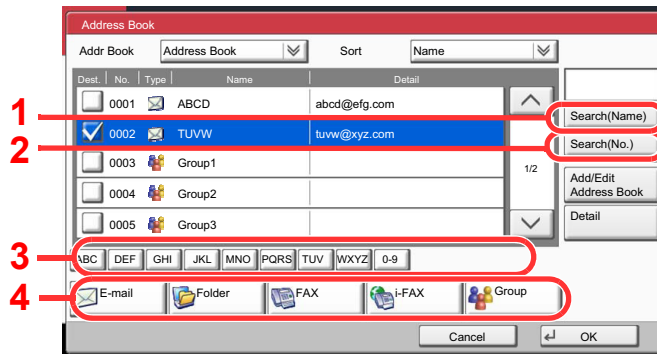 Address Book
Addr Book Address Book Sort Name
Dest. No. Type Name Detail
0001 ABCD abcd@efg.com
1 Search(Name)
0002 TUVW tuvw@xyz.com
2 Search(No.)
0003 Group1 1/2
Add/Edit
Address Book
0004 Group2
0005 Group3 Detail
3 ABC DEF GHI JKL MNO PQRS TUV WXYZ 0-9
4 E-mail Folder FAX i-FAX Group
Cancel OK